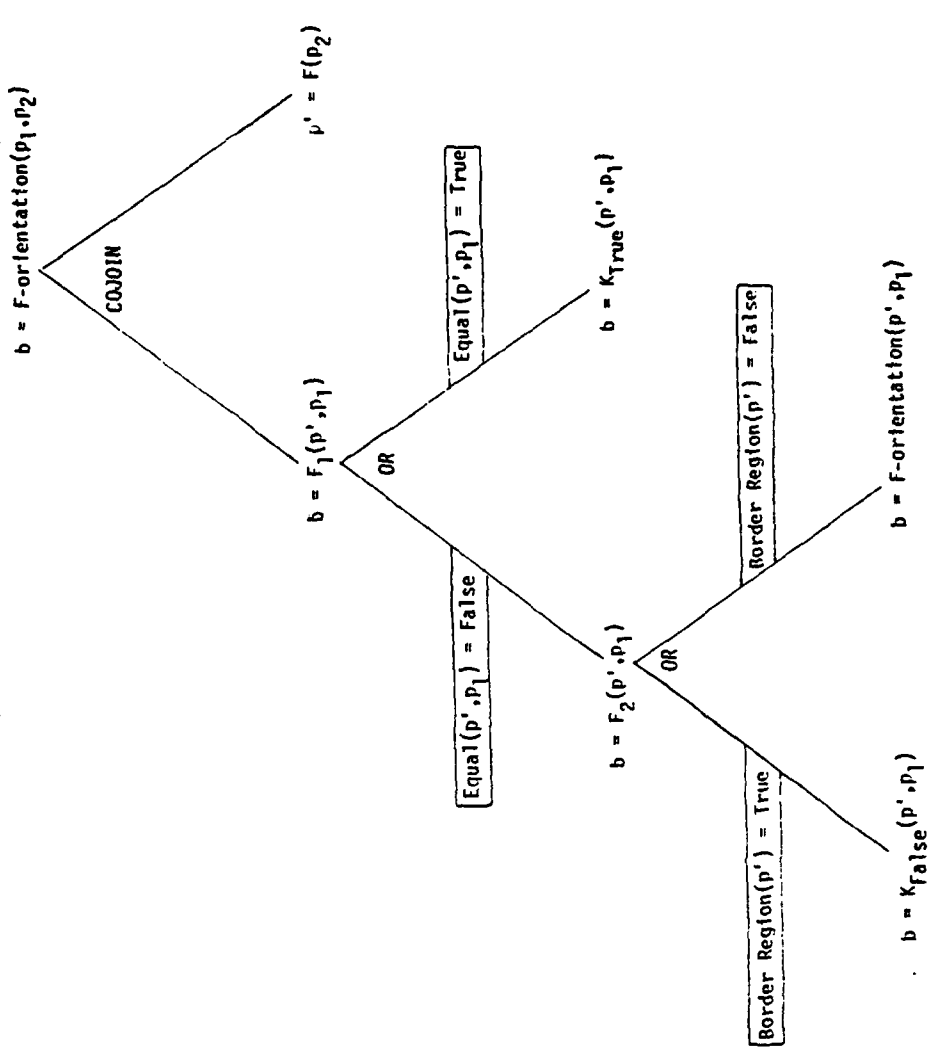 b = F-orientation(p1,p2)
COJOIN
b = F1(p',p1)
p' = F(p2)
OR
Equal(p',p1) = False
Equal(p',p1) = True
b = F2(p',p1)
b = KTrue(p',p1)
OR
Border Region(p') = True
Border Region(p') = False
b = KFalse(p',p1)
b = F-orientation(p',p1)